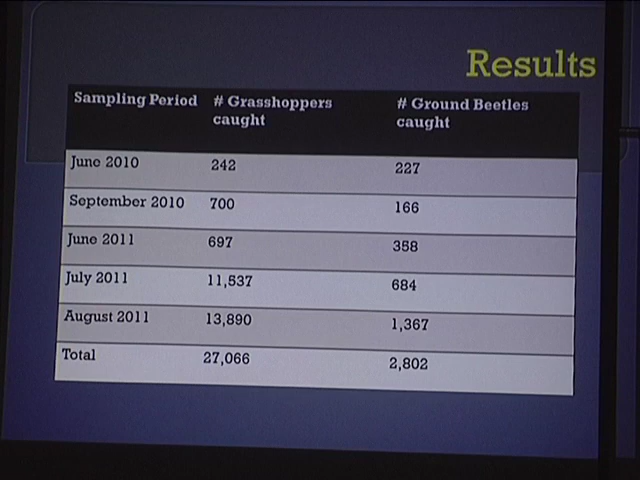 Results
Sampling Period # Grasshoppers caught # Ground Beetles caught
June 2010 242 227
September 2010 700 166
June 2011 697 358
July 2011 11,537 684
August 2011 13,890 1,367
Total 27,066 2,802